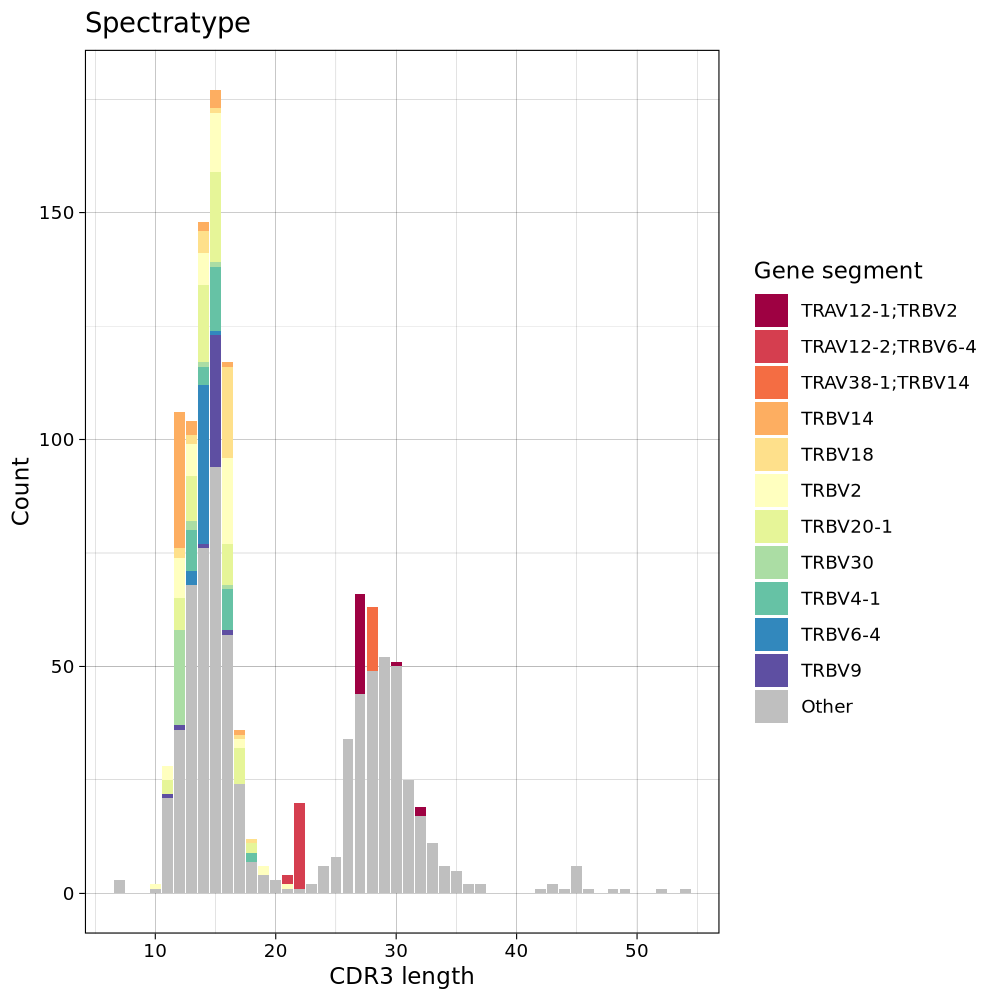 Spectratype
Count
150
100
50
0
10 20 30 40 50
CDR3 length
Gene segment
TRAV12-1;TRBV2
TRAV12-2;TRBV6-4
TRAV38-1;TRBV14
TRBV14
TRBV18
TRBV2
TRBV20-1
TRBV30
TRBV4-1
TRBV6-4
TRBV9
Other